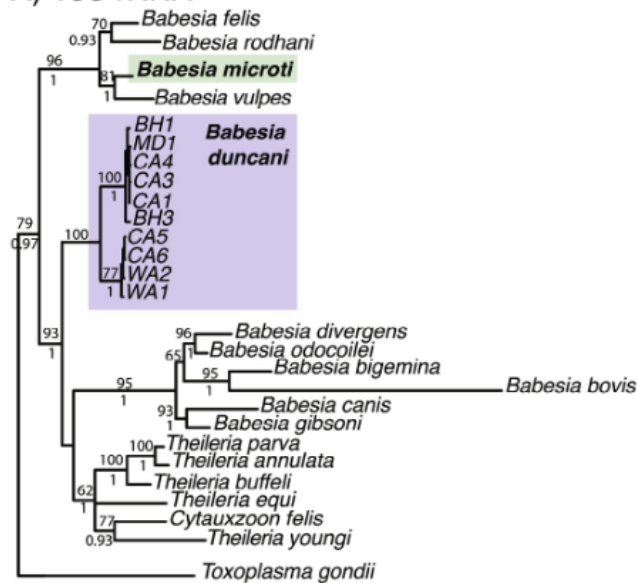 70
Babesia felis
0.93
Babesia rodhani
96
1
81
Babesia microti
1
Babesia vulpes
BH1
Babesia
duncani
MD1
CA4
CA3
100
1
CA1
BH3
79
0.97
100
CA5
CA6
77
WA2
1
WA1
93
1
96
Babesia divergens
1
Babesia odocoilei
65
Babesia bigemina
95
1
Babesia bovis
95
1
Babesia canis
93
1
Babesia gibsoni
Theileria parva
100
1
Theileria annulata
100
1
Theileria buffeli
62
1
Theileria equi
77
Cytauxzoon felis
0.93
Theileria youngi
Toxoplasma gondii